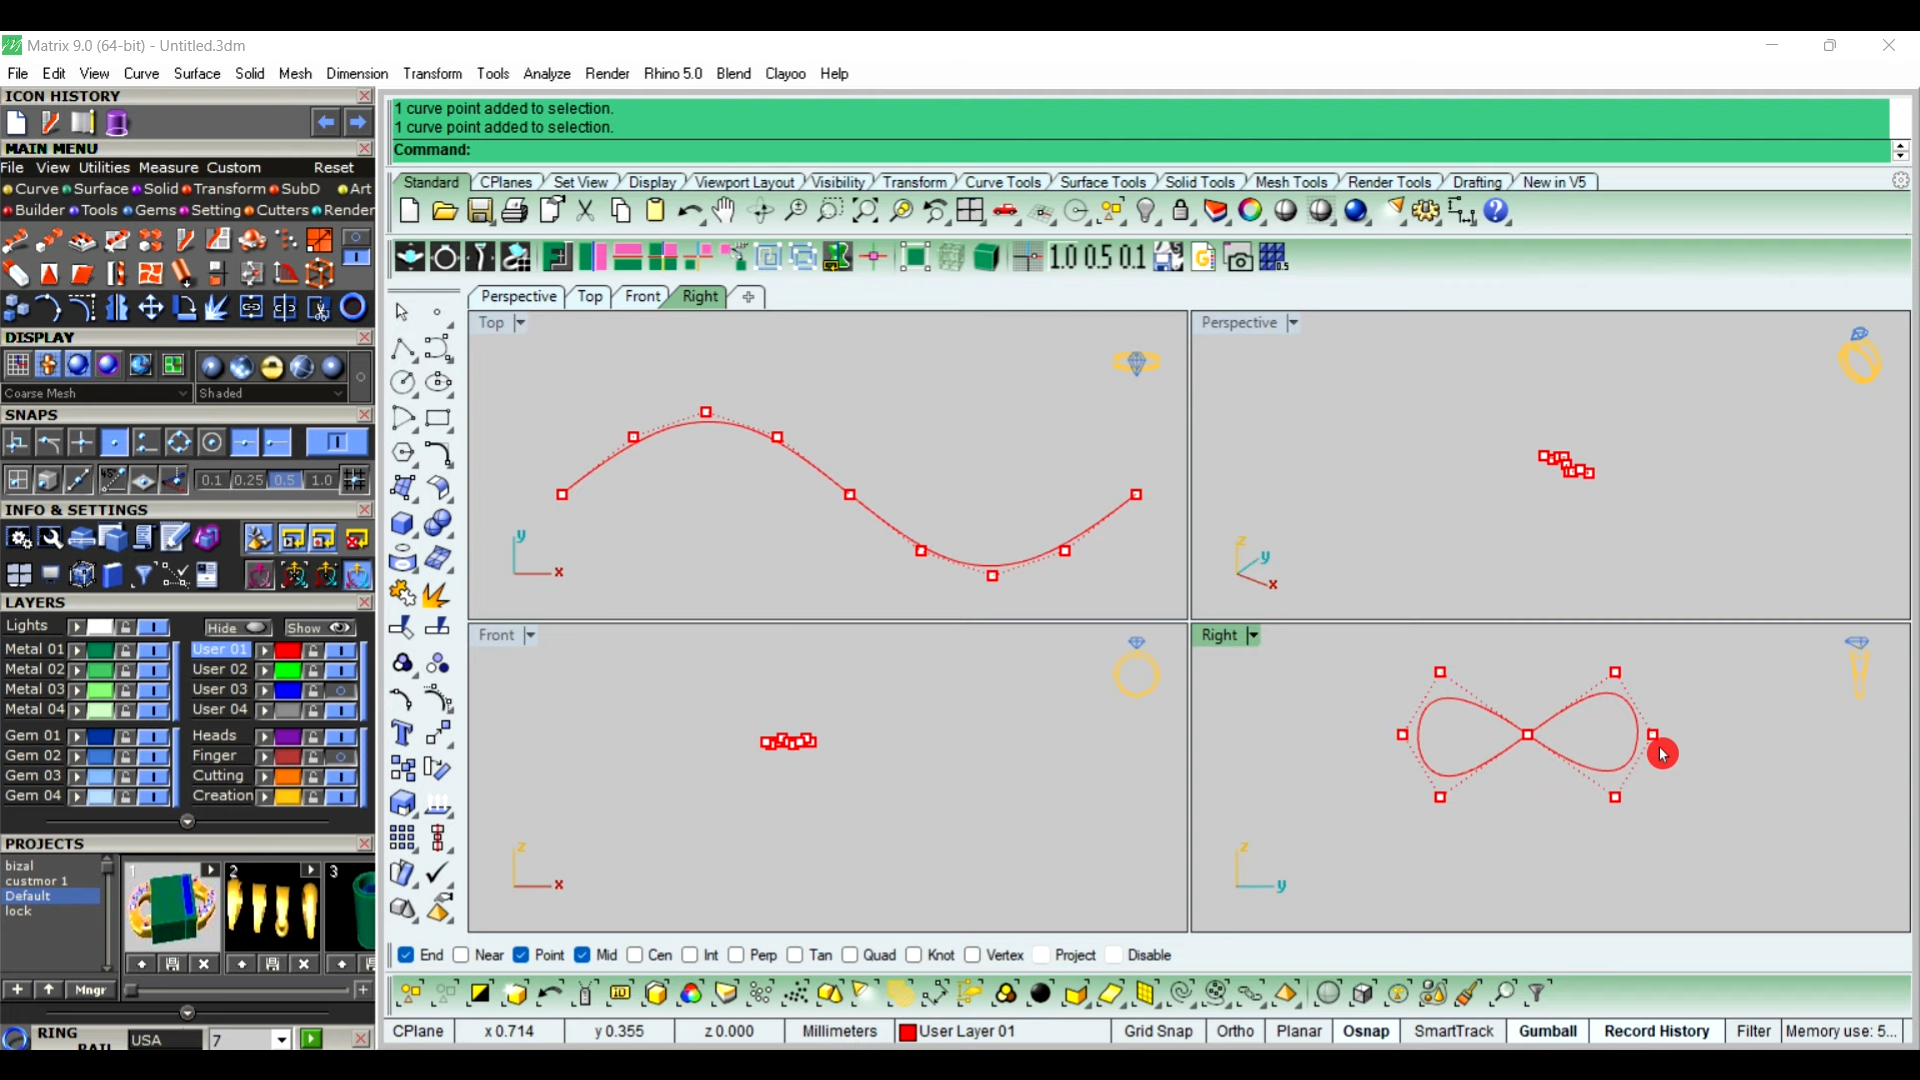 Matrix 9.0 (64-bit) - Untitled.3dm
File Edit View Curve Surface Solid Mesh Dimension Transform Tools Analyze Render Rhino 5.0 Blend Clayoo Help
ICON HISTORY
1 curve point added to selection.
1 curve point added to selection.
Command:
MAIN MENU
File View Utilities Measure Custom Reset
Curve Surface Solid Transform SubD Art
Builder Tools Gems Setting Cutters Render
Standard CPlanes Set View Display Viewport Layout Visibility Transform Curve Tools Surface Tools Solid Tools Mesh Tools Render Tools Drafting New in V5
1.0 0.5 0.1
0.5
Perspective Top Front Right
DISPLAY
Coarse Mesh Shaded
SNAPS
45°
0.1 0.25 0.5 1.0
INFO & SETTINGS
LAYERS
Lights Hide Show
Metal 01 User 01
Metal 02 User 02
Metal 03 User 03
Metal 04 User 04
Gem 01 Heads
Gem 02 Finger
Gem 03 Cutting
Gem 04 Creation
PROJECTS
bizal
custmor 1
Default
lock
1 2 3
Mngr
RING
RAIL
USA 7
Top
y
x
Perspective
z
y
x
Front
z
x
Right
z
y
End Near Point Mid Cen Int Perp Tan Quad Knot Vertex Project Disable
CPlane x 0.714 y 0.355 z 0.000 Millimeters User Layer 01 Grid Snap Ortho Planar Osnap SmartTrack Gumball Record History Filter Memory use: 5...